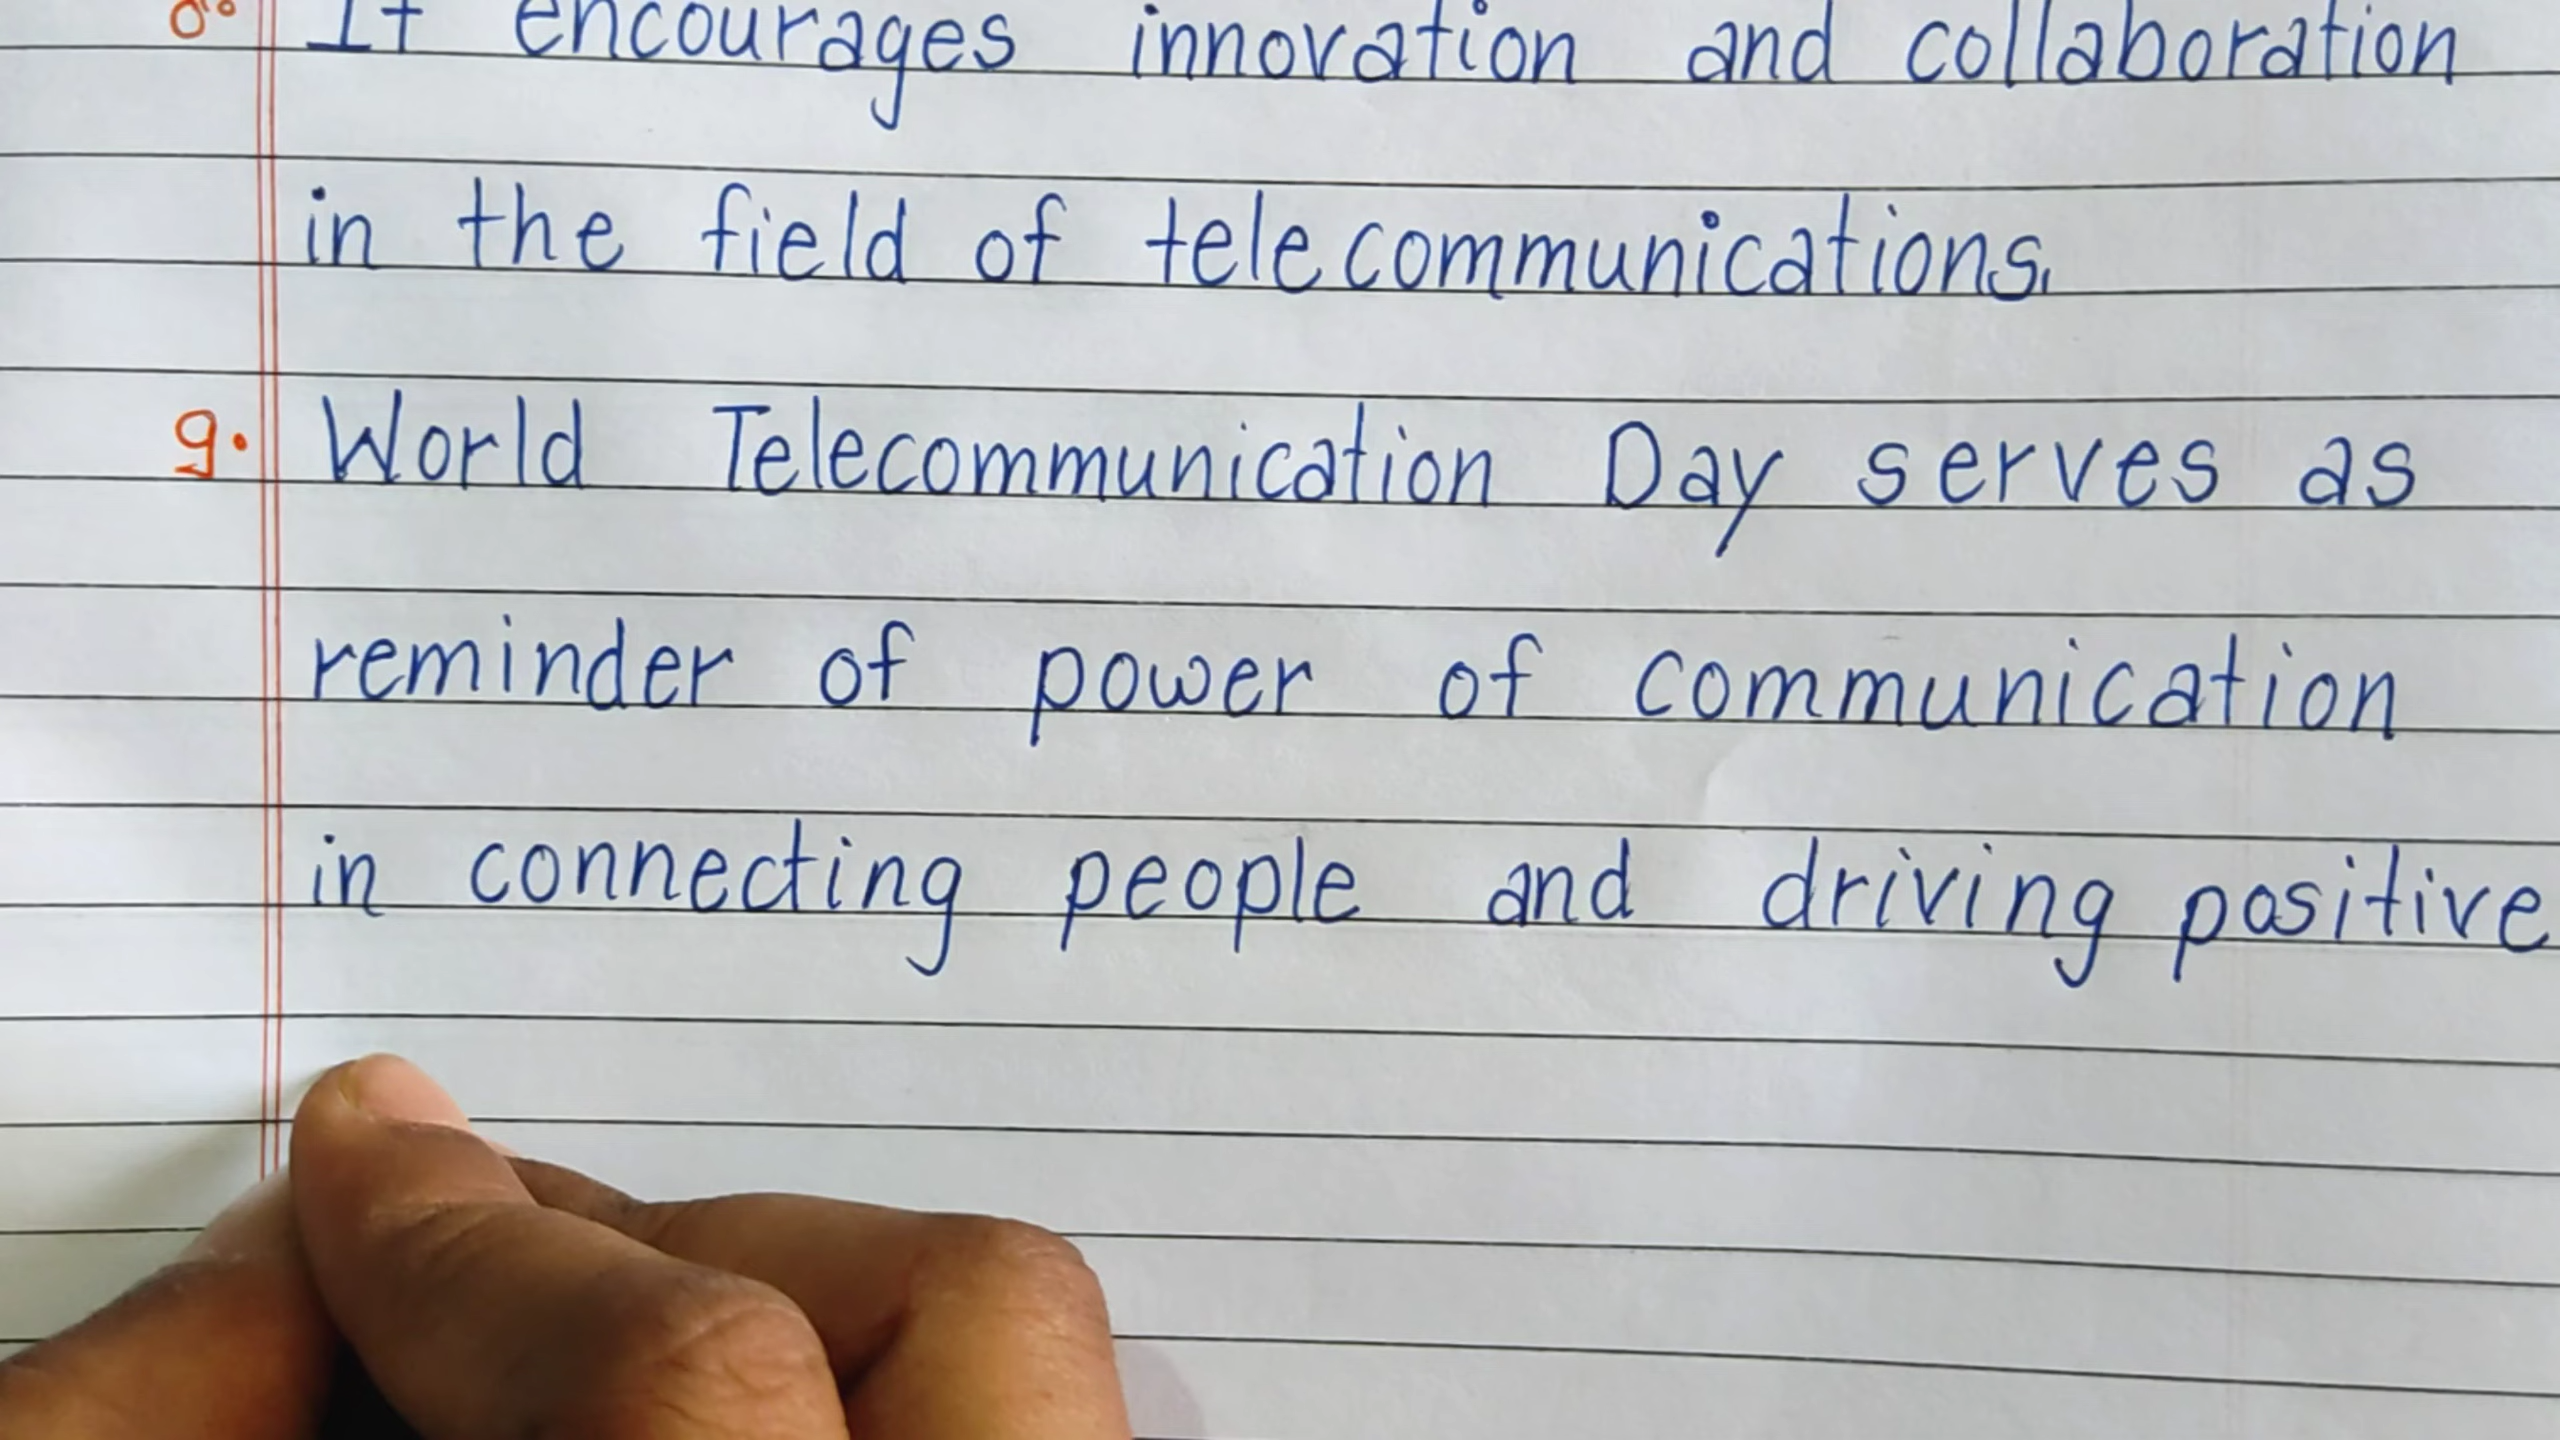 8. It encourages innovation and collaboration
in the field of telecommunications.
9. World Telecommunication Day serves as
reminder of power of communication
in connecting people and driving positive